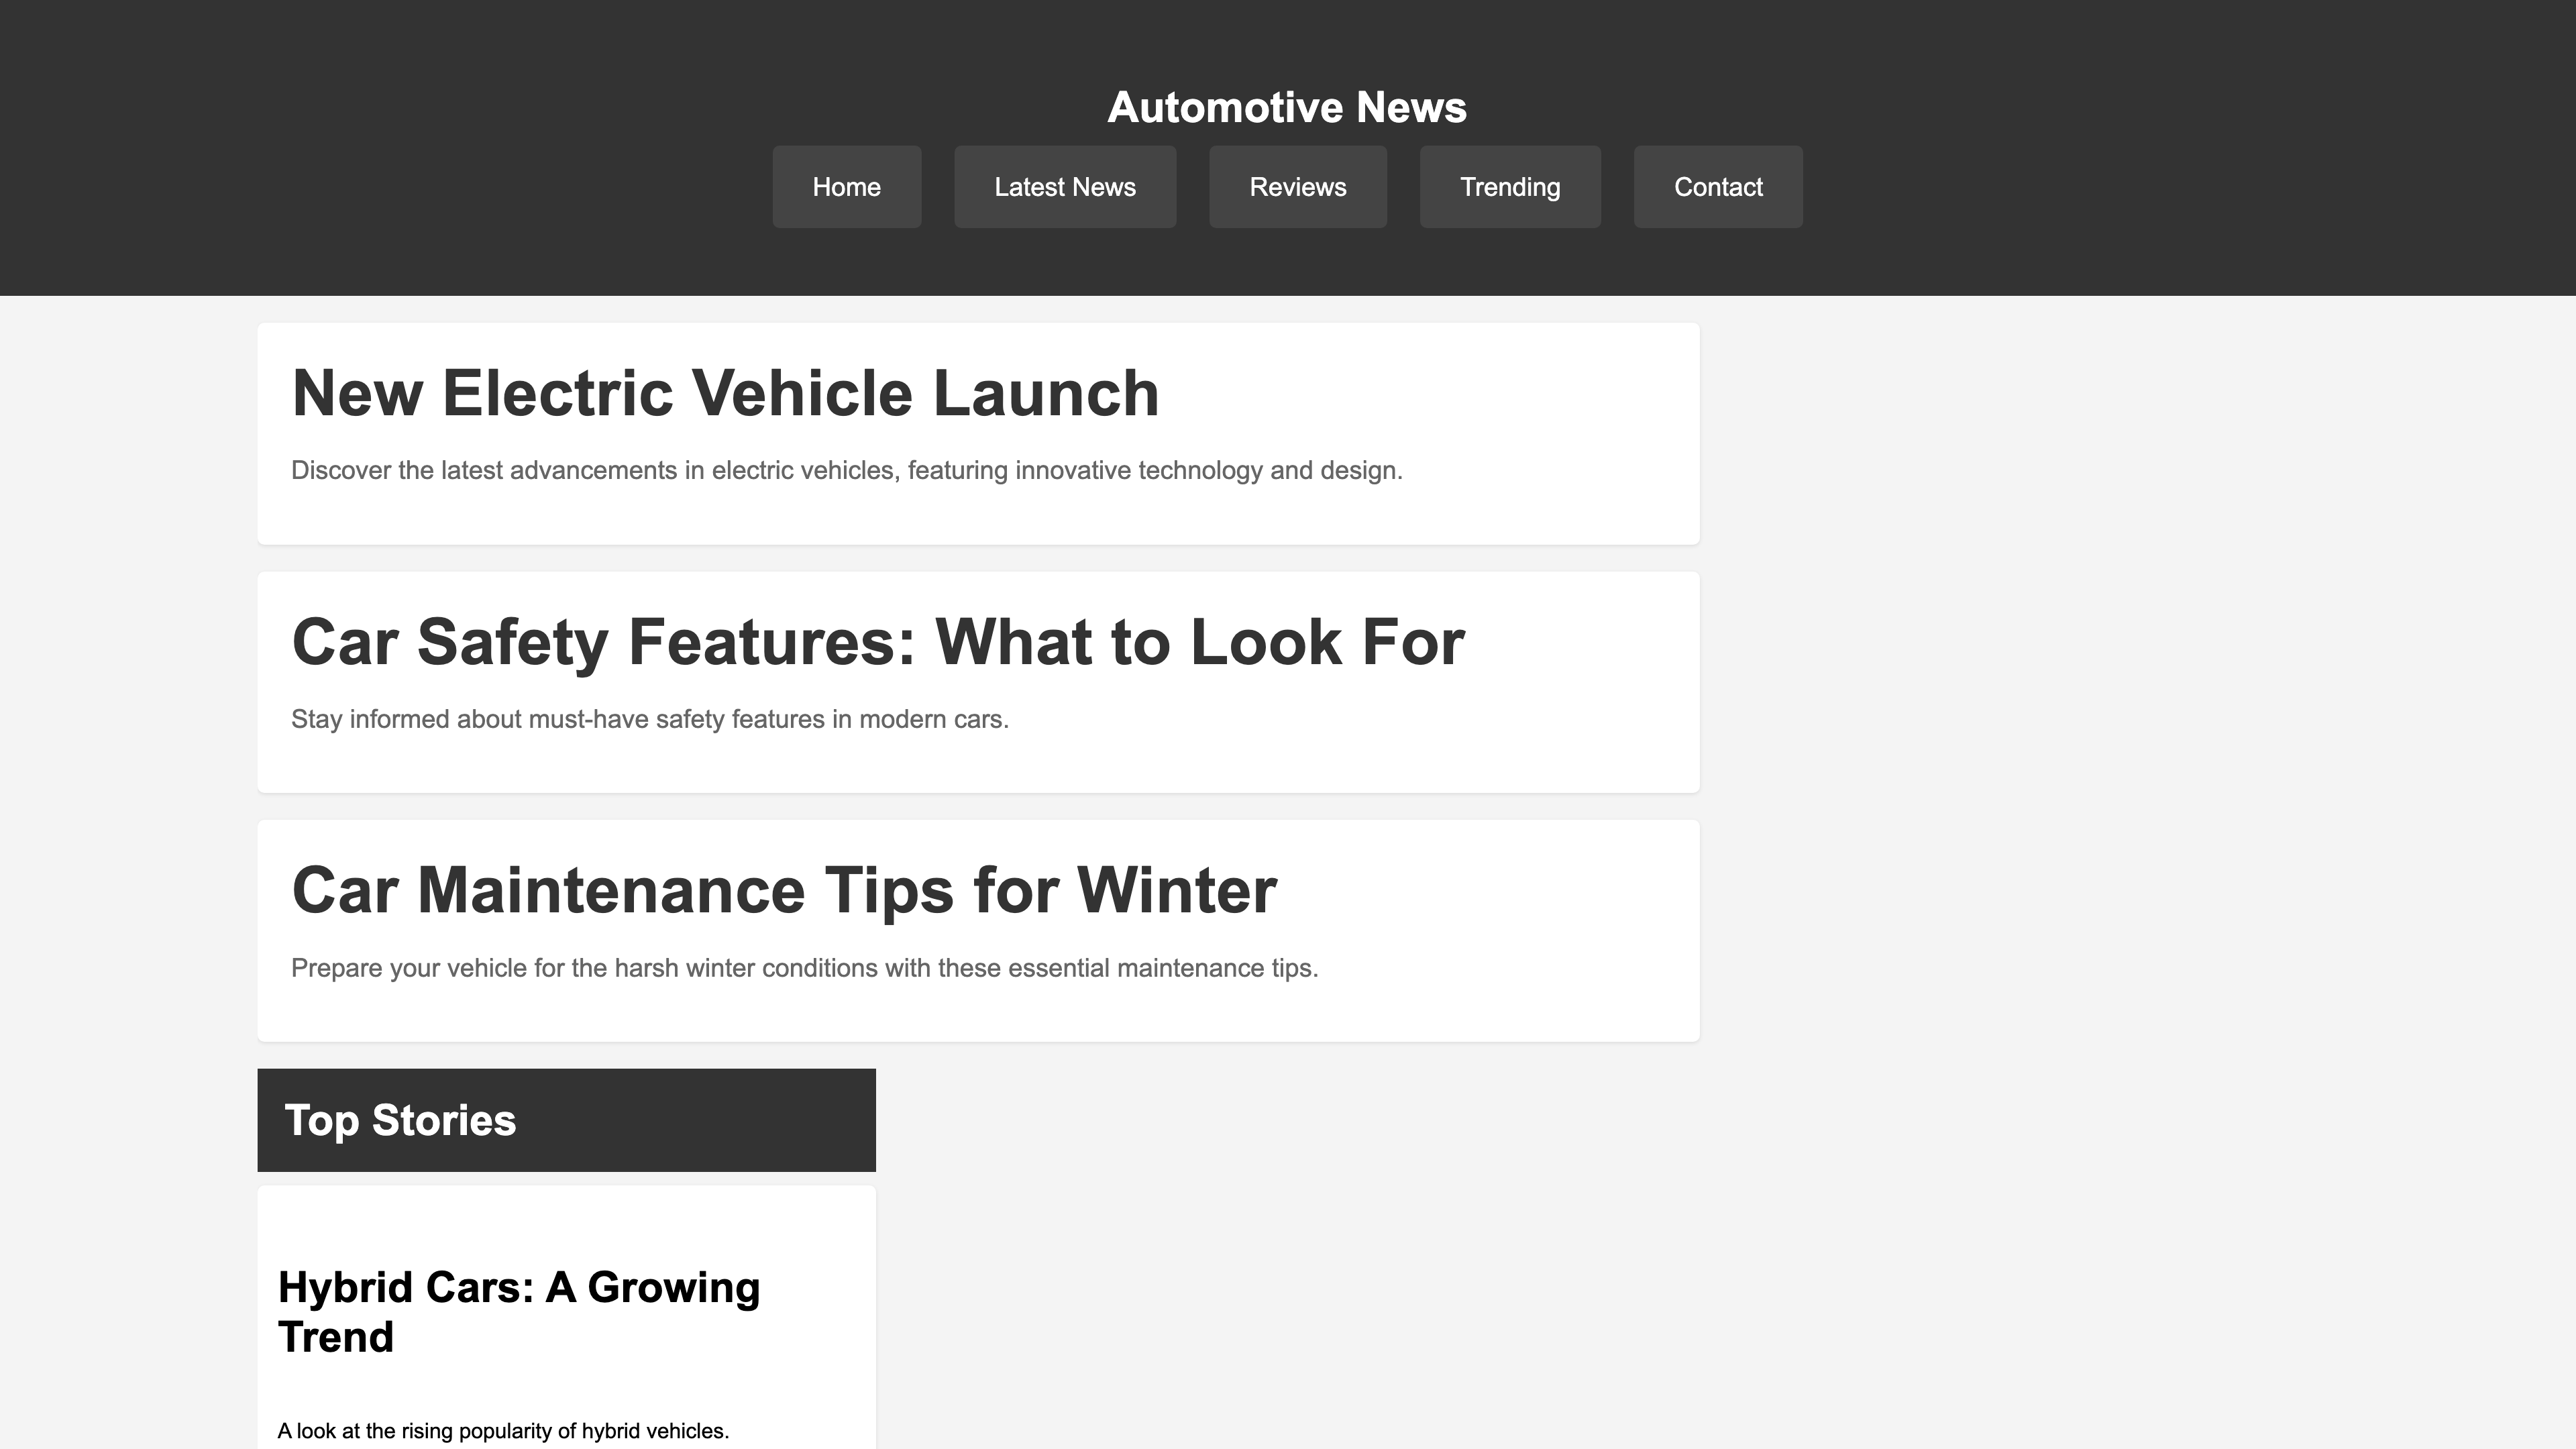 Automotive News
Home Latest News Reviews Trending Contact
New Electric Vehicle Launch
Discover the latest advancements in electric vehicles, featuring innovative technology and design.
Car Safety Features: What to Look For
Stay informed about must-have safety features in modern cars.
Car Maintenance Tips for Winter
Prepare your vehicle for the harsh winter conditions with these essential maintenance tips.
Top Stories
Hybrid Cars: A Growing
Trend
A look at the rising popularity of hybrid vehicles.